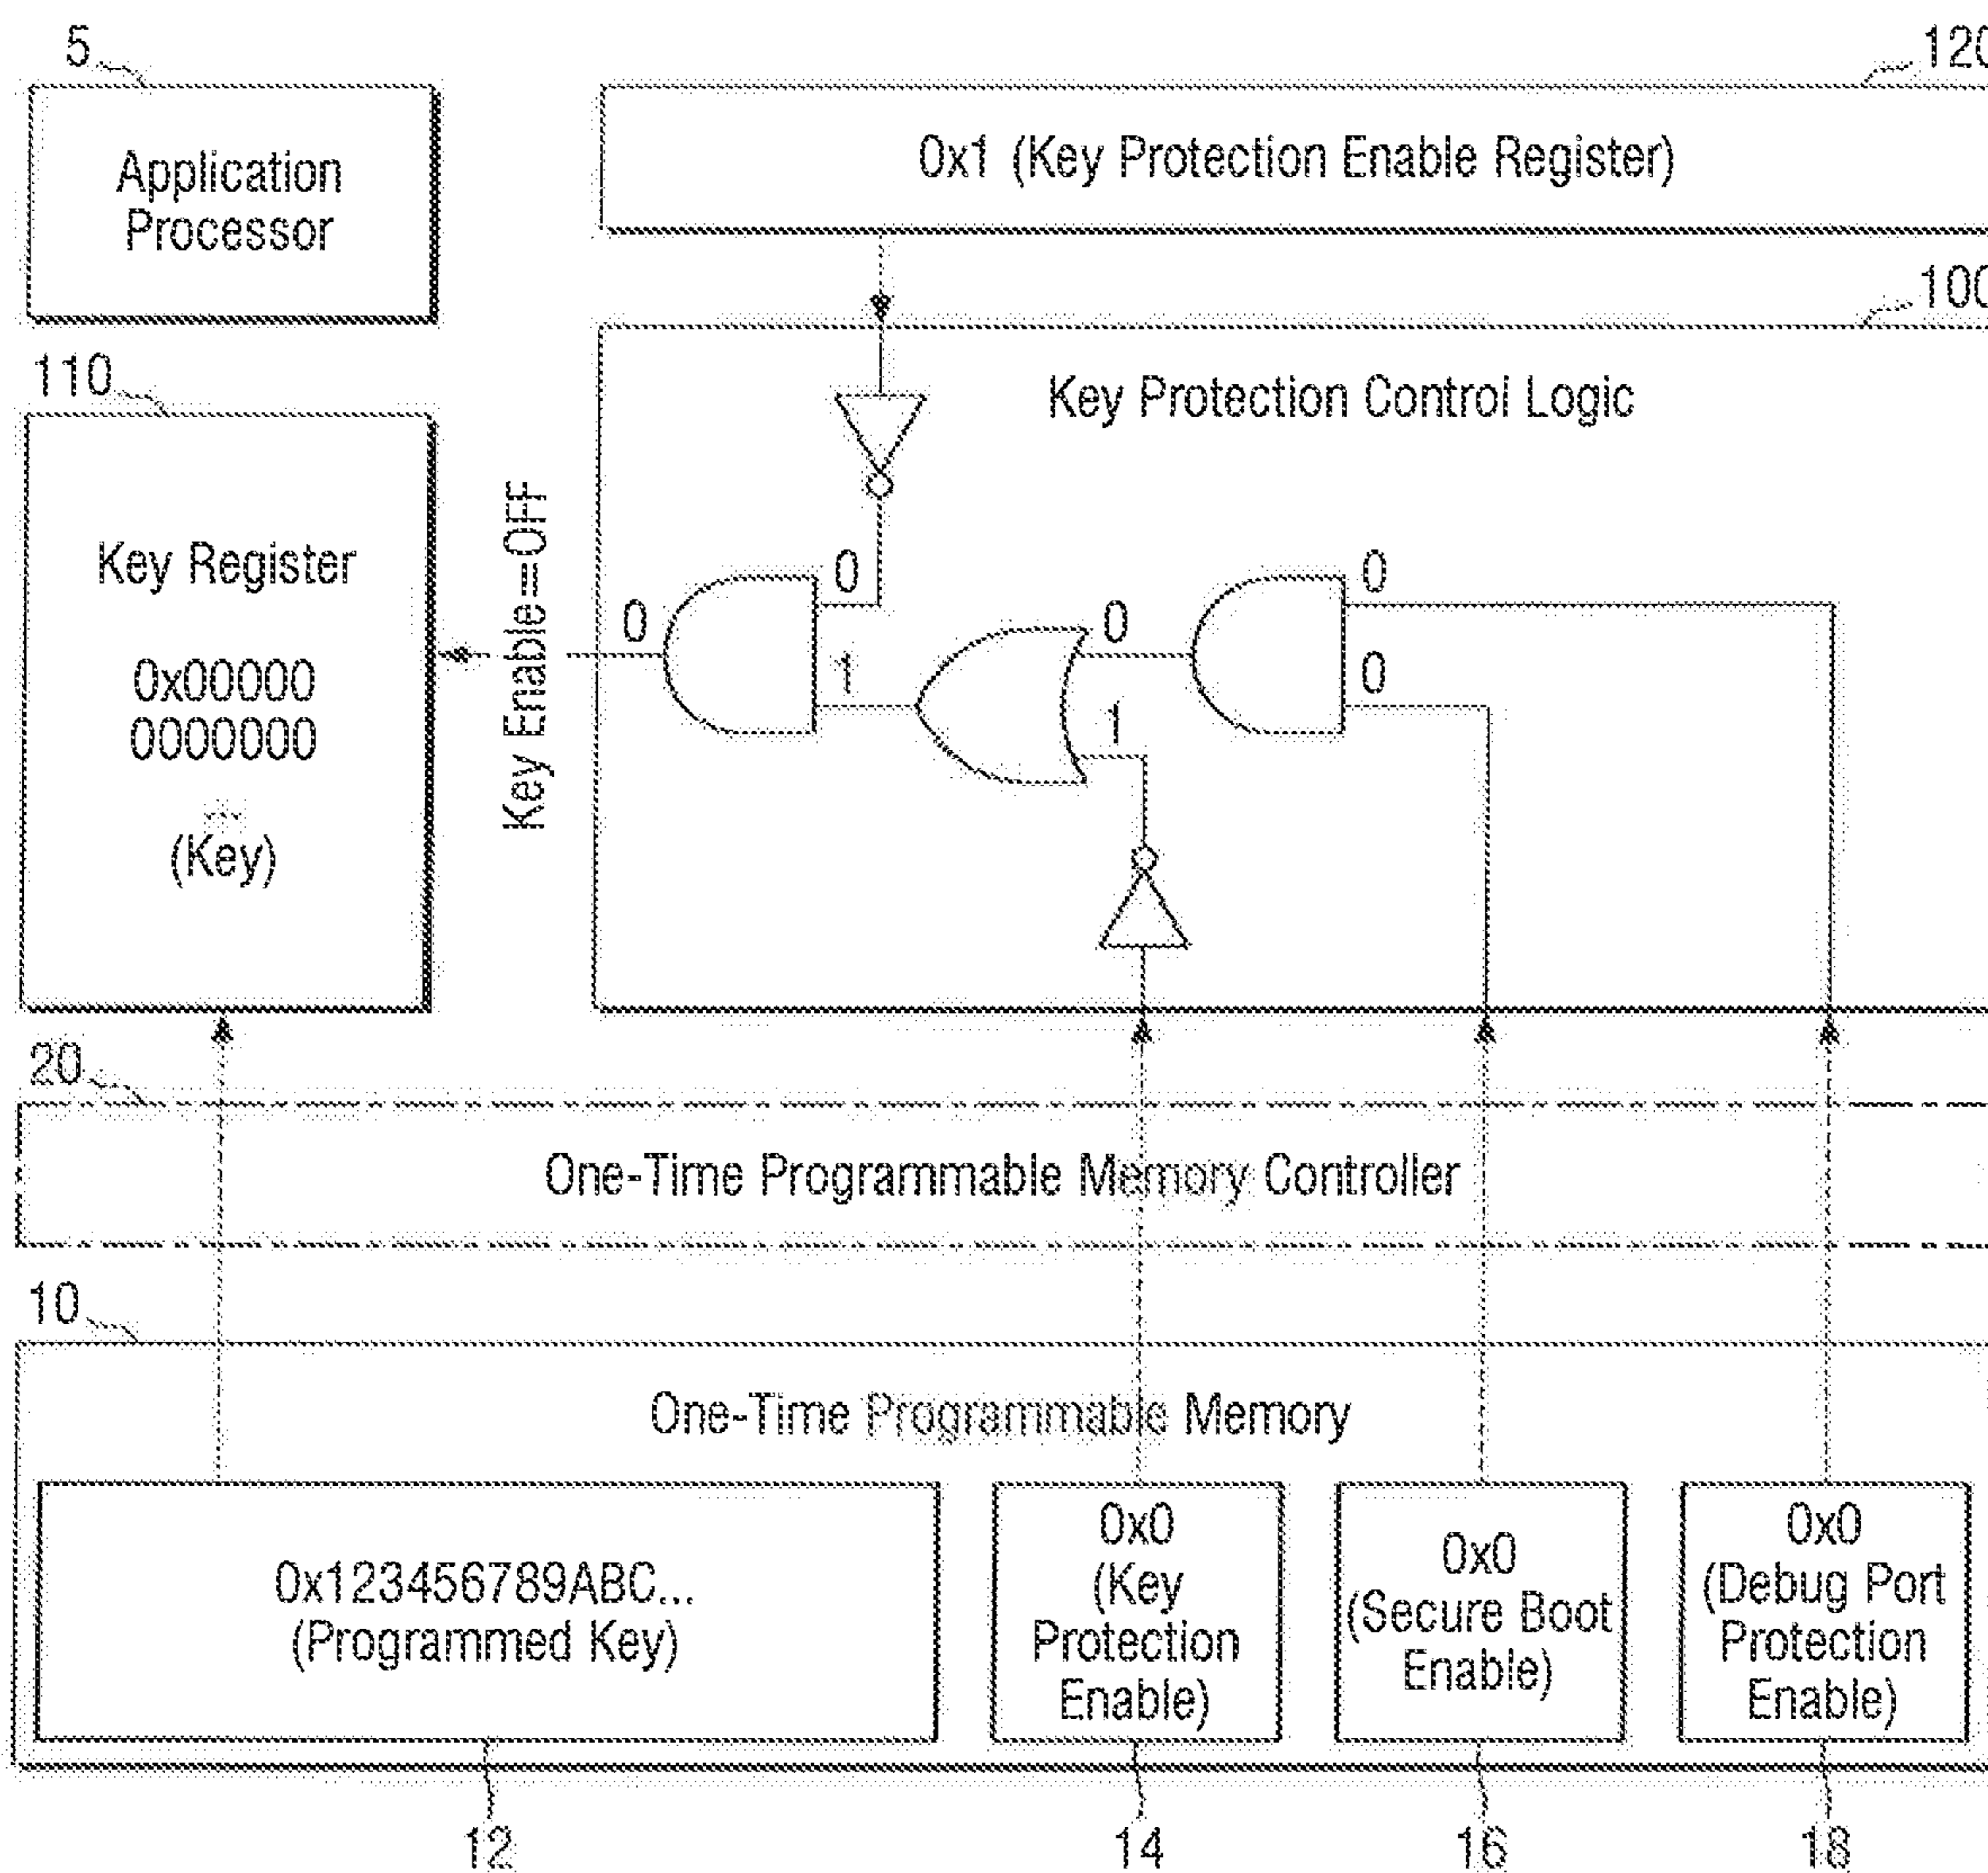 5
Application
Processor
120
0x1 (Key Protection Enable Register)
100
Key Protection Control Logic
110
Key Register
0x00000
0000000
...
(Key)
Key Enable=OFF
0
0
1
0
1
0
0
20
One-Time Programmable Memory Controller
10
One-Time Programmable Memory
0x123456789ABC...
(Programmed Key)
0x0
(Key
Protection
Enable)
0x0
(Secure Boot
Enable)
0x0
(Debug Port
Protection
Enable)
12
14
16
18